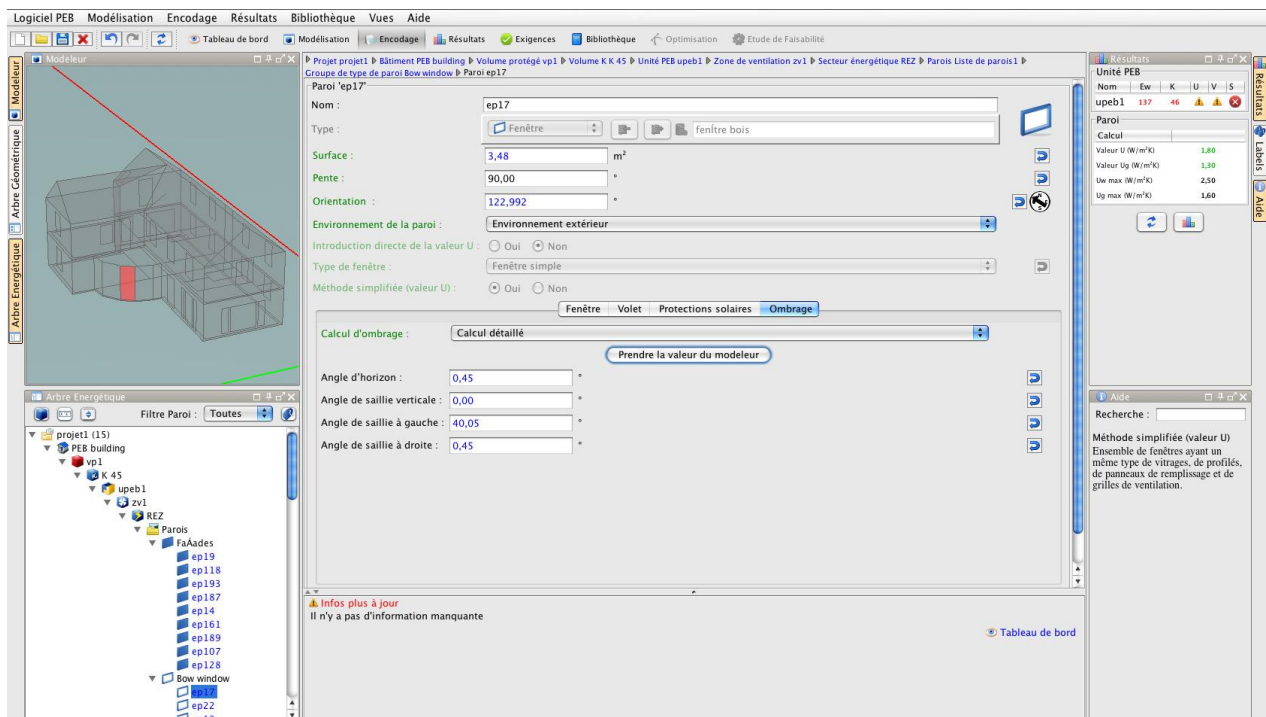 Logiciel PEB Modélisation Encodage Résultats Bibliothèque Vues Aide
Tableau de bord Modélisation Encodage Résultats Exigences Bibliothèque Optimisation Etude de Faisabilité
Modeleur
Arbre Géométrique
Arbre Energétique
Modeleur
Projet projet1 Bâtiment PEB building Volume protégé vp1 Volume K K 45 Unité PEB upeb1 Zone de ventilation zv1 Secteur énergétique REZ Parois Liste de parois1
Groupe de type de paroi Bow window Paroi ep17
Paroi 'ep17'
Nom : ep17
Type : Fenêtre fenître bois
Surface : 3,48 m²
Pente : 90,00 °
Orientation : 122,992 °
Environnement de la paroi : Environnement extérieur
Introduction directe de la valeur U : Oui Non
Type de fenêtre : Fenêtre simple
Méthode simplifiée (valeur U) : Oui Non
Fenêtre Volet Protections solaires Ombrage
Calcul d'ombrage : Calcul détaillé
Prendre la valeur du modeleur
Angle d'horizon : 0,45 °
Angle de saillie verticale : 0,00 °
Angle de saillie à gauche : 40,05 °
Angle de saillie à droite : 0,45 °
Infos plus à jour
Il n'y a pas d'information manquante
Tableau de bord
Arbre Energétique
Filtre Paroi : Toutes
projet1 (15)
PEB building
vp1
K 45
upeb1
zv1
REZ
Parois
FaÁades
ep19
ep118
ep193
ep187
ep14
ep161
ep189
ep107
ep128
Bow window
ep17
ep22
Résultats
Unité PEB
Nom Ew K U V S
upeb1 137 46
Paroi
Calcul
Valeur U (W/m²K) 1,80
Valeur Ug (W/m²K) 1,30
Uw max (W/m²K) 2,50
Ug max (W/m²K) 1,60
Résultats
Labels
Aide
Aide
Recherche :
Méthode simplifiée (valeur U)
Ensemble de fenêtres ayant un
même type de vitrages, de profilés,
de panneaux de remplissage et de
grilles de ventilation.